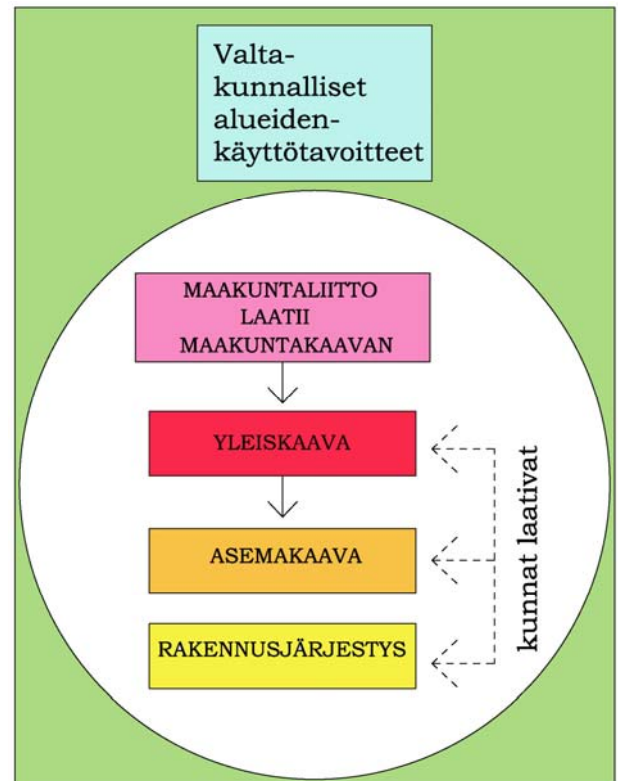 Valta-
kunnalliset
alueiden-
käyttötavoitteet
MAAKUNTALIITTO
LAATII
MAAKUNTAKAAVAN
YLEISKAAVA
ASEMAKAAVA
RAKENNUSJÄRJESTYS
kunnat laativat